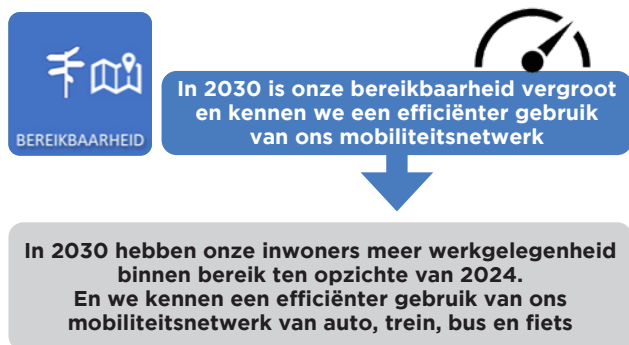 BEREIKBAARHEID
In 2030 is onze bereikbaarheid vergroot
en kennen we een efficiënter gebruik
van ons mobiliteitsnetwerk
In 2030 hebben onze inwoners meer werkgelegenheid
binnen bereik ten opzichte van 2024.
En we kennen een efficiënter gebruik van ons
mobiliteitsnetwerk van auto, trein, bus en fiets